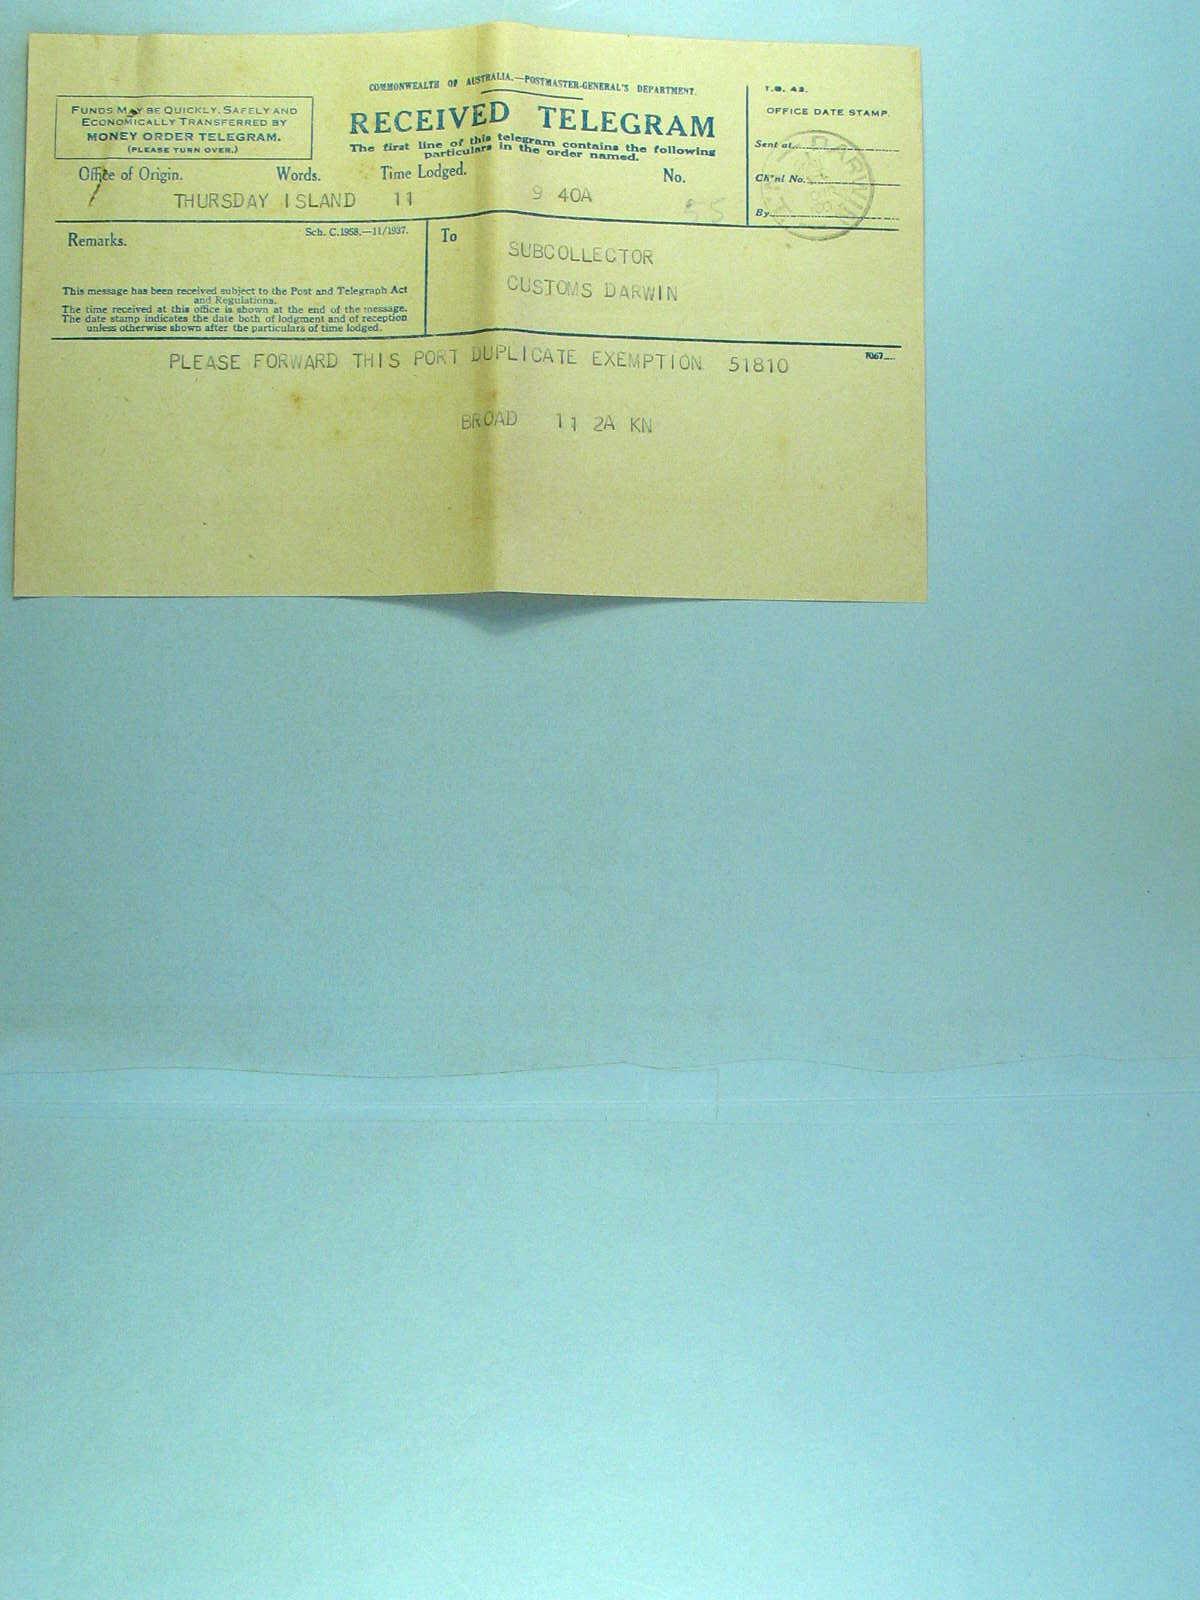 COMMONWEALTH OF AUSTRALIA.—POSTMASTER-GENERAL'S DEPARTMENT.
RECEIVED TELEGRAM
The first line of this telegram contains the following
particulars in the order named.
FUNDS MAY BE QUICKLY, SAFELY AND
ECONOMICALLY TRANSFERRED BY
MONEY ORDER TELEGRAM.
(PLEASE TURN OVER.)
T.G. 43.
OFFICE DATE STAMP.
Sent at
Ch'nl No.
By
DARWIN
Office of Origin. Words. Time Lodged. No.
THURSDAY ISLAND 11 9 40A 55
Remarks.
Sch. C.1958.—11/1937.
This message has been received subject to the Post and Telegraph Act
and Regulations.
The time received at this office is shown at the end of the message.
The date stamp indicates the date both of lodgment and of reception
unless otherwise shown after the particulars of time lodged.
To
SUBCOLLECTOR
CUSTOMS DARWIN
PLEASE FORWARD THIS PORT DUPLICATE EXEMPTION 51810
BROAD 11 2A KN